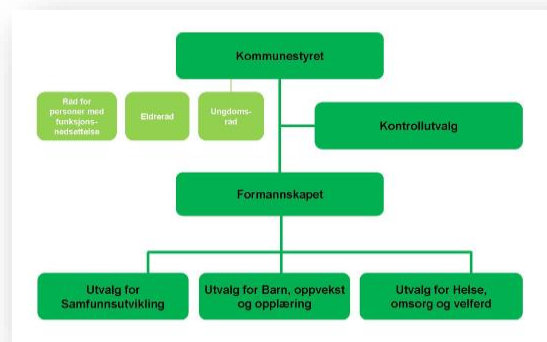 Kommunestyret
Råd for
personer med
funksjons-
nedsettelse
Eldreråd
Ungdoms-
råd
Kontrollutvalg
Formannskapet
Utvalg for
Samfunnsutvikling
Utvalg for Barn, oppvekst
og opplæring
Utvalg for Helse,
omsorg og velferd